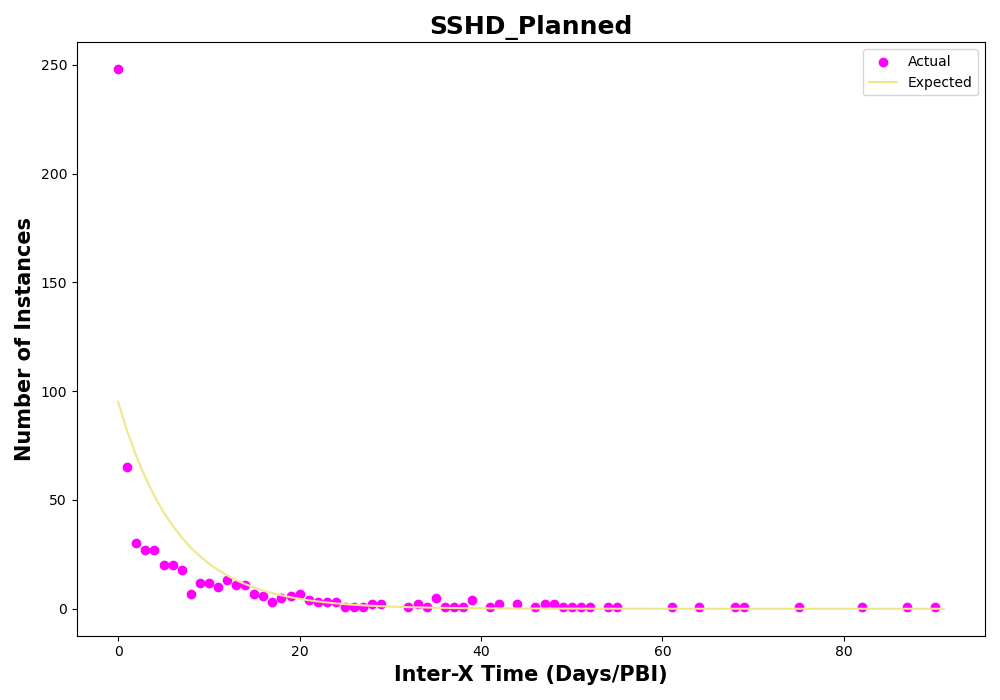 SSHD_Planned
Actual
Expected
Number of Instances
250
200
150
100
50
0
0 20 40 60 80
Inter-X Time (Days/PBI)